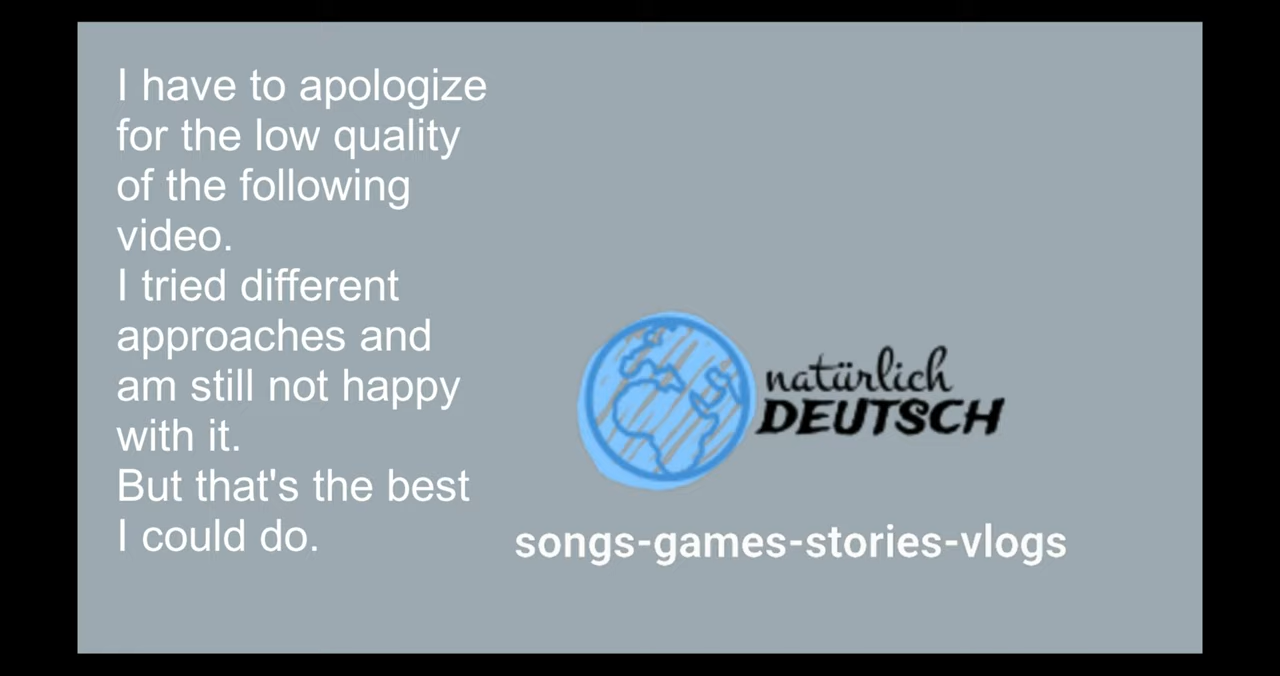 I have to apologize
for the low quality
of the following
video.
I tried different
approaches and
am still not happy
with it.
But that's the best
I could do.
natürlich
DEUTSCH
songs-games-stories-vlogs